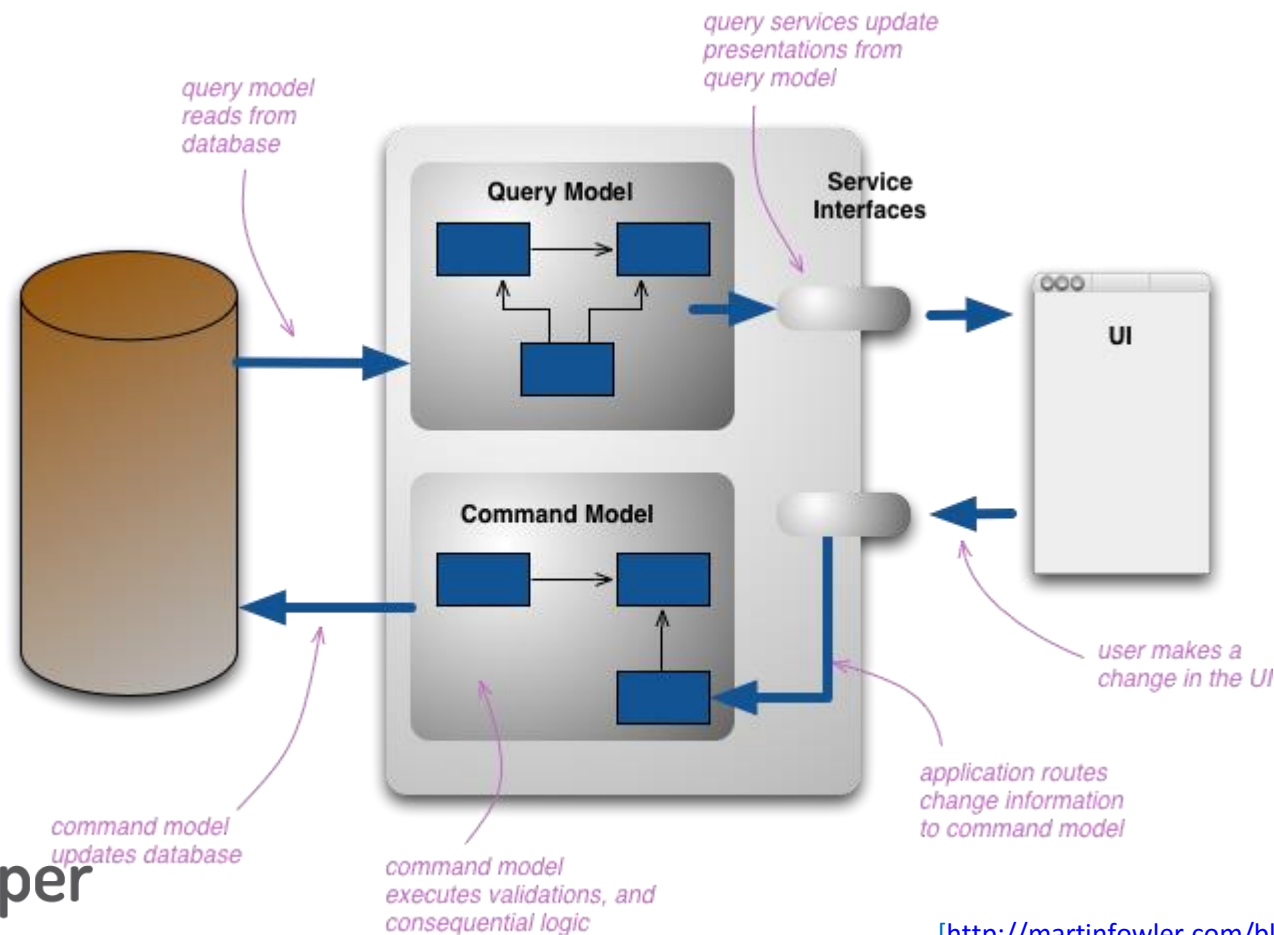 query services update
presentations from
query model
query model
reads from
database
Query Model
Service
Interfaces
UI
Command Model
user makes a
change in the UI
application routes
change information
to command model
command model
updates database
per
command model
executes validations, and
consequential logic
[http://martinfowler.com/bl